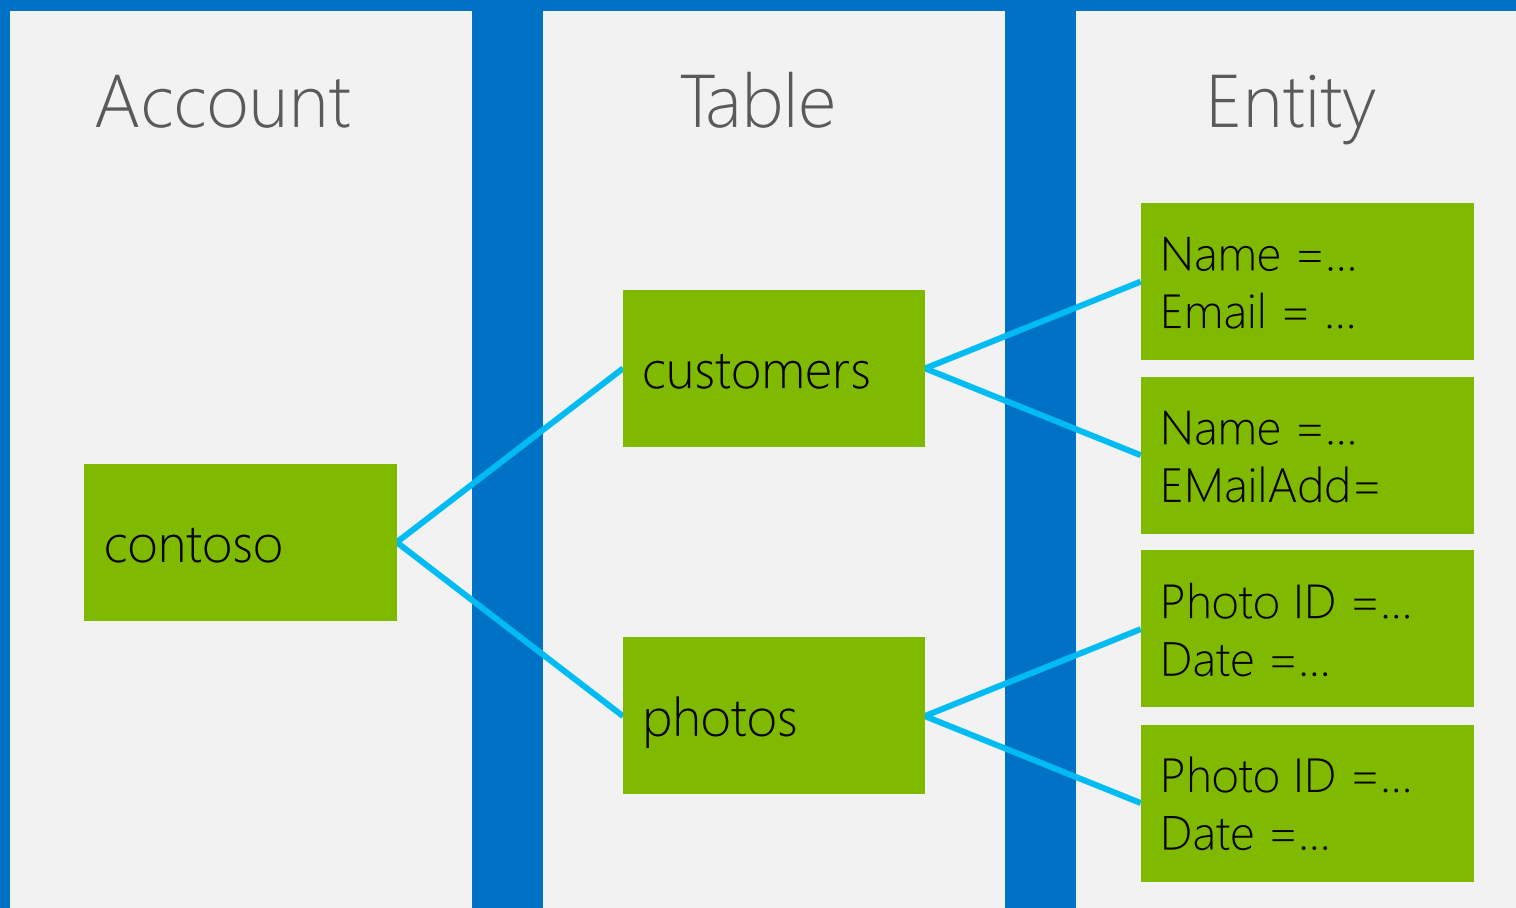 Account
Table
Entity
contoso
customers
photos
Name =...
Email = ...
Name =...
EMailAdd=
Photo ID =...
Date =...
Photo ID =...
Date =...